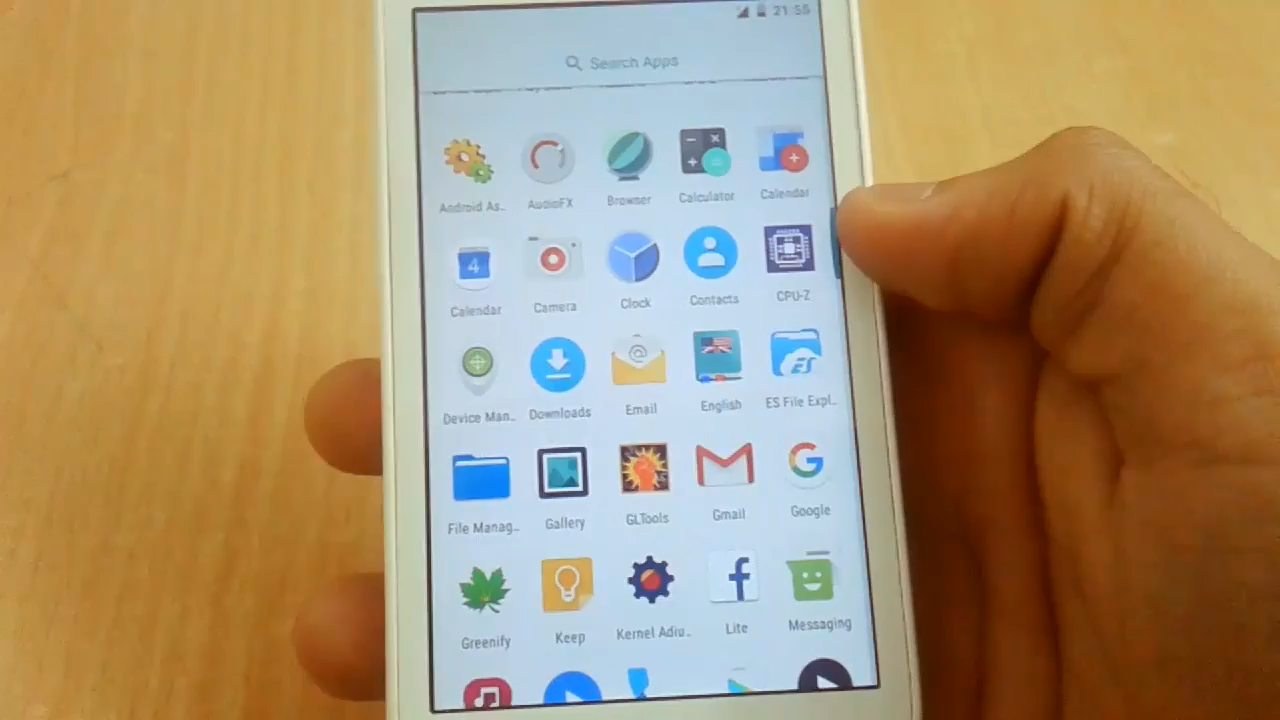 21:55
Search Apps
Android As.. AudioFX Browser Calculator Calendar
4
Calendar Camera Clock Contacts CPU-Z
ES
Device Man.. Downloads Email English ES File Expl..
G
File Manag.. Gallery GLTools Gmail Google
f
Greenify Keep Kernel Adiu.. Lite Messaging